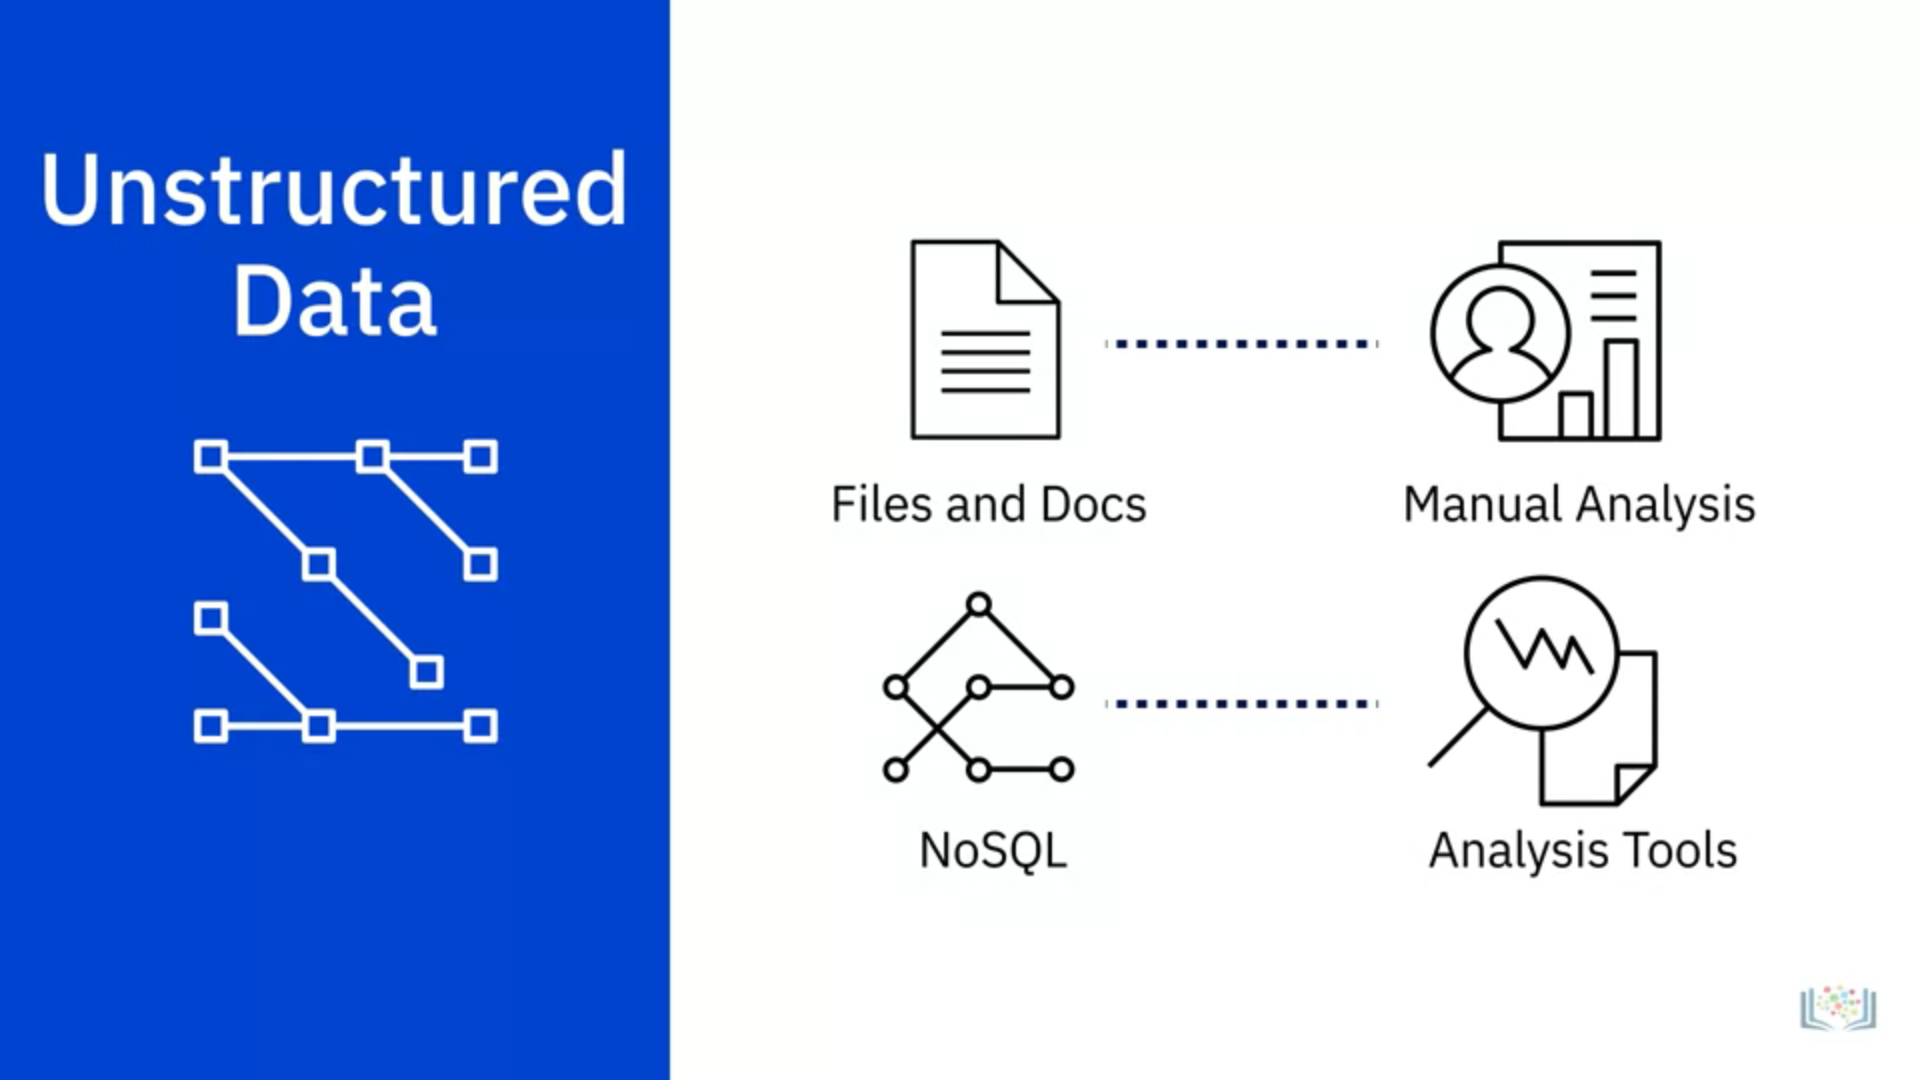 Unstructured
Data
Files and Docs
Manual Analysis
NoSQL
Analysis Tools